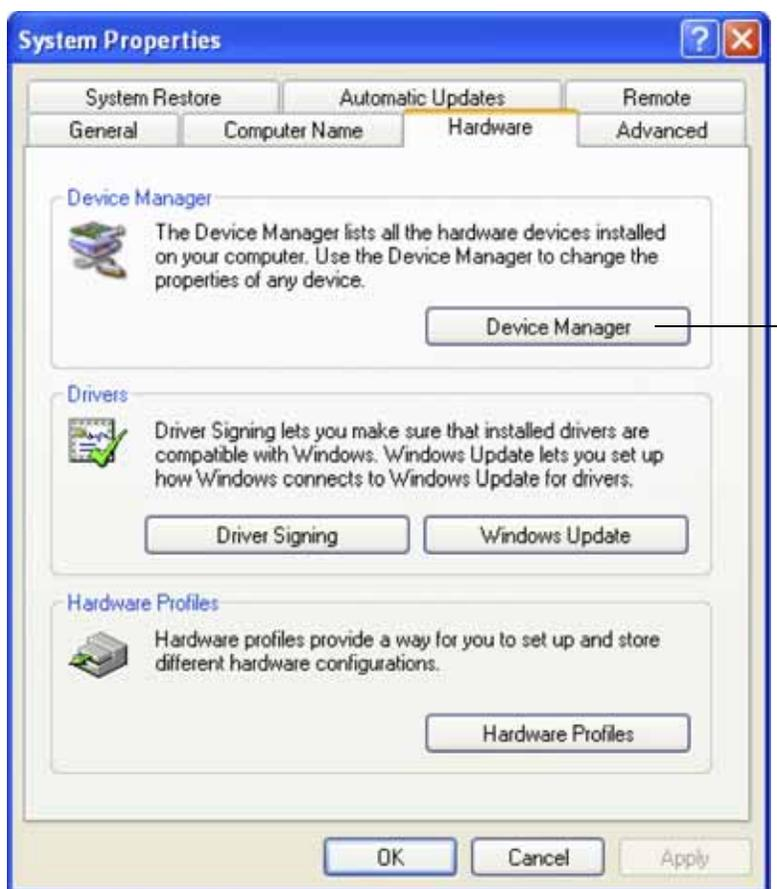 System Properties
System Restore Automatic Updates Remote
General Computer Name Hardware Advanced
Device Manager
The Device Manager lists all the hardware devices installed
on your computer. Use the Device Manager to change the
properties of any device.
Device Manager
Drivers
Driver Signing lets you make sure that installed drivers are
compatible with Windows. Windows Update lets you set up
how Windows connects to Windows Update for drivers.
Driver Signing Windows Update
Hardware Profiles
Hardware profiles provide a way for you to set up and store
different hardware configurations.
Hardware Profiles
OK Cancel Apply